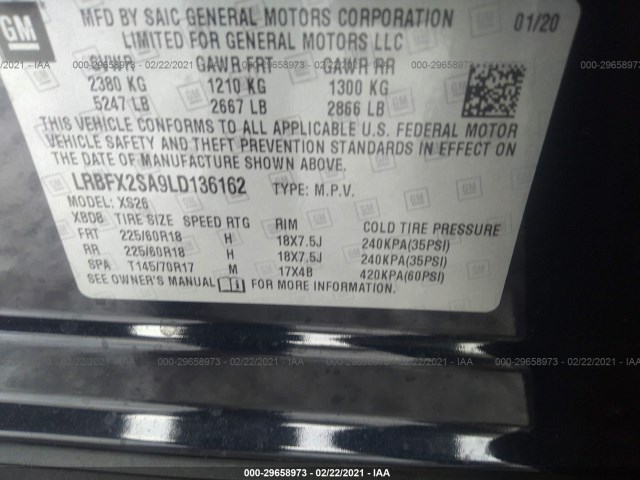 GM
MFD BY SAIC GENERAL MOTORS CORPORATION 01/20
LIMITED FOR GENERAL MOTORS LLC
GVWR GAWR FRT GAWR RR
2380 KG 1210 KG 1300 KG
5247 LB 2667 LB 2866 LB
THIS VEHICLE CONFORMS TO ALL APPLICABLE U.S. FEDERAL MOTOR
VEHICLE SAFETY AND THEFT PREVENTION STANDARDS IN EFFECT ON
THE DATE OF MANUFACTURE SHOWN ABOVE.
LRBFX2SA9LD136162 TYPE: M.P.V.
MODEL: XS26
XBDB TIRE SIZE SPEED RTG RIM COLD TIRE PRESSURE
FRT 225/60R18 H 18X7.5J 240KPA(35PSI)
RR 225/60R18 H 18X7.5J 240KPA(35PSI)
SPA T145/70R17 M 17X4B 420KPA(60PSI)
SEE OWNER'S MANUAL FOR MORE INFORMATION.
000-29658973 - 02/22/2021 - IAA